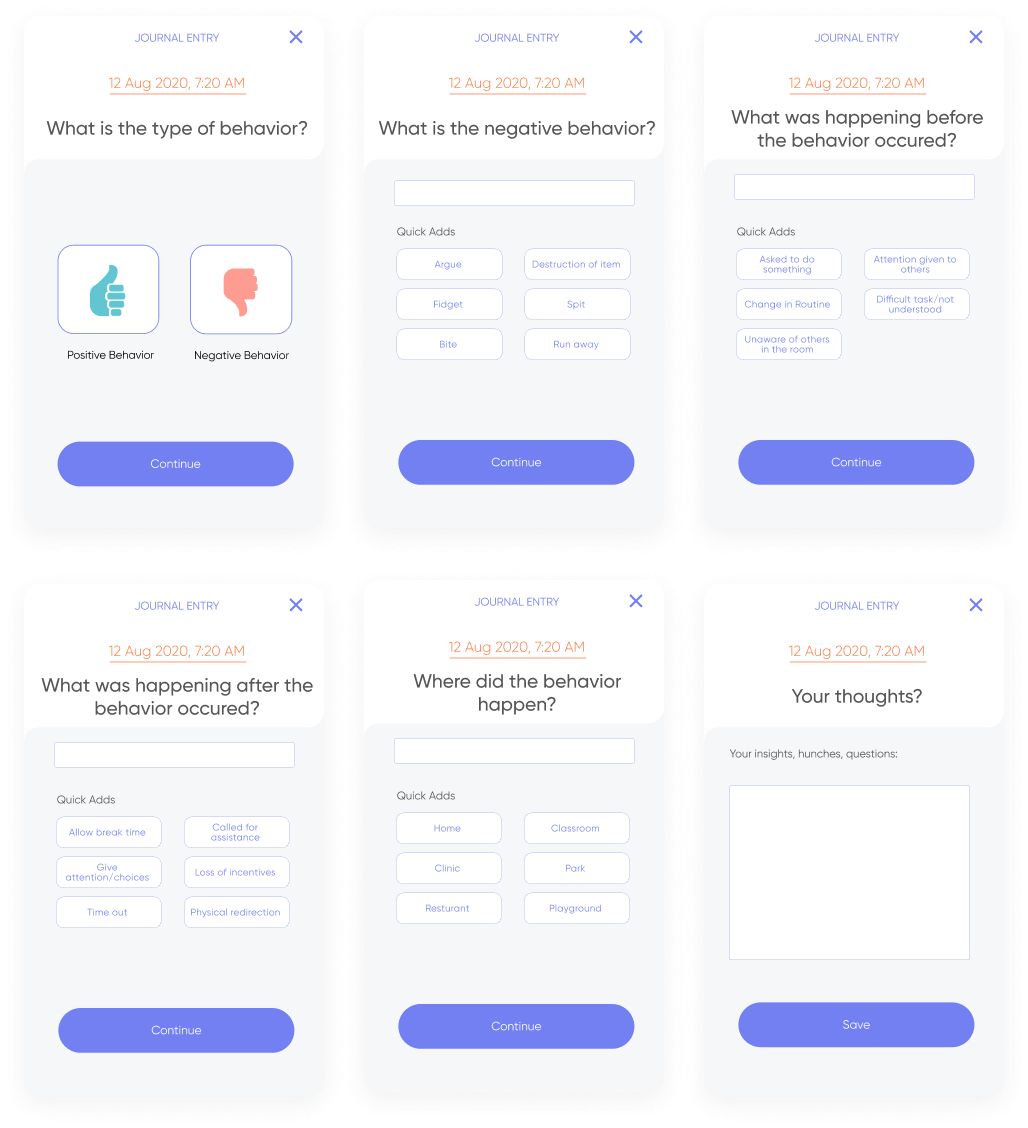 JOURNAL ENTRY
12 Aug 2020, 7:20 AM
What is the type of behavior?
Positive Behavior
Negative Behavior
Continue
JOURNAL ENTRY
12 Aug 2020, 7:20 AM
What is the negative behavior?
Quick Adds
Argue
Destruction of item
Fidget
Spit
Bite
Run away
Continue
JOURNAL ENTRY
12 Aug 2020, 7:20 AM
What was happening before
the behavior occured?
Quick Adds
Asked to do
something
Attention given to
others
Change in Routine
Difficult task/not
understood
Unaware of others
in the room
Continue
JOURNAL ENTRY
12 Aug 2020, 7:20 AM
What was happening after the
behavior occured?
Quick Adds
Allow break time
Called for
assistance
Give
attention/choices
Loss of incentives
Time out
Physical redirection
Continue
JOURNAL ENTRY
12 Aug 2020, 7:20 AM
Where did the behavior
happen?
Quick Adds
Home
Classroom
Clinic
Park
Resturant
Playground
Continue
JOURNAL ENTRY
12 Aug 2020, 7:20 AM
Your thoughts?
Your insights, hunches, questions:
Save